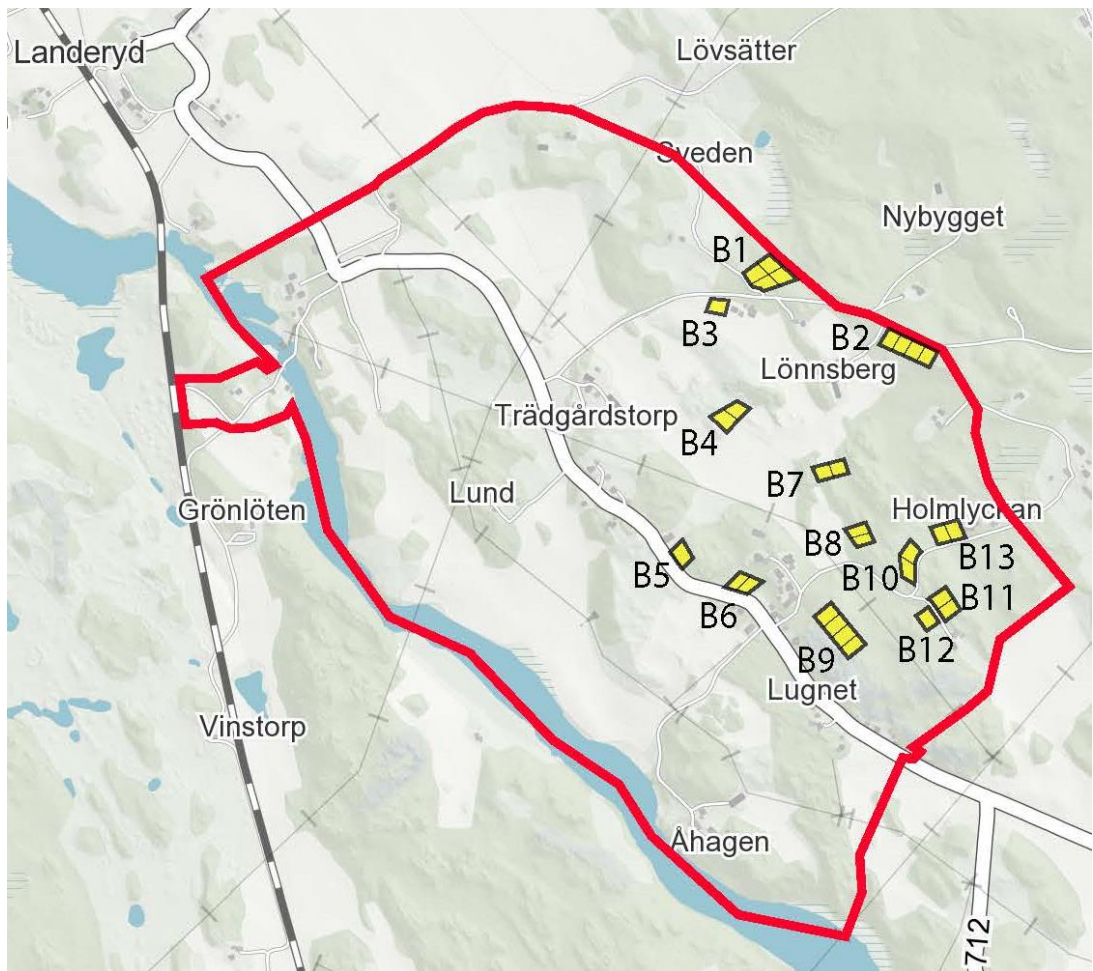 Landeryd
Lövsätter
Sveden
Nybygget
B1
B3
B2
Lönnsberg
Trädgårdstorp
B4
B7
Lund
Grönlöten
Holmlyckan
B8
B13
B5
B10
B6
B11
B12
B9
Lugnet
Vinstorp
Åhagen
712